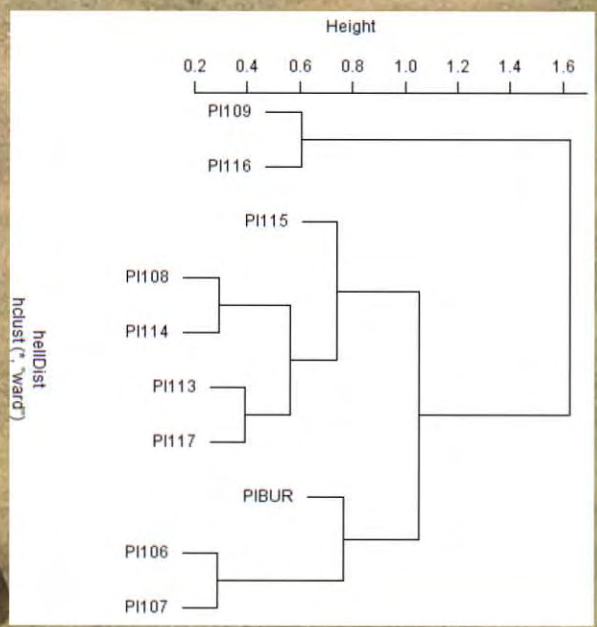 Height
0.2 0.4 0.6 0.8 1.0 1.2 1.4 1.6
PI109
PI116
PI115
PI108
PI114
PI113
PI117
PIBUR
PI106
PI107
hellDist
hclust (*, "ward")